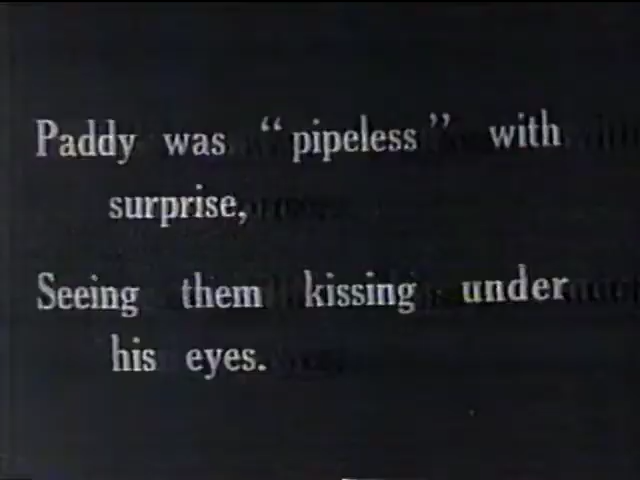 Paddy was “pipeless” with
surprise,
Seeing them kissing under
his eyes.